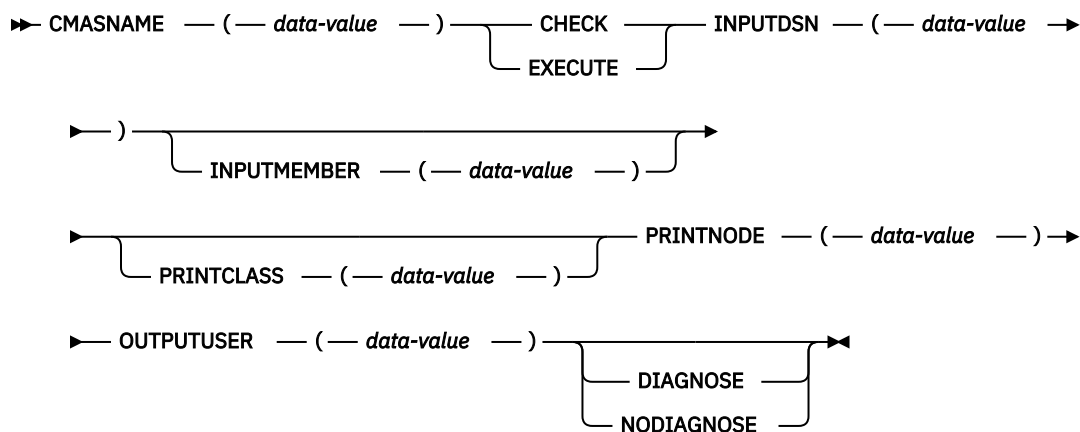 CMASNAME ( data-value ) CHECK INPUTDSN ( data-value
EXECUTE
)
INPUTMEMBER ( data-value )
PRINTNODE ( data-value )
PRINTCLASS ( data-value )
OUTPUTUSER ( data-value )
DIAGNOSE
NODIAGNOSE